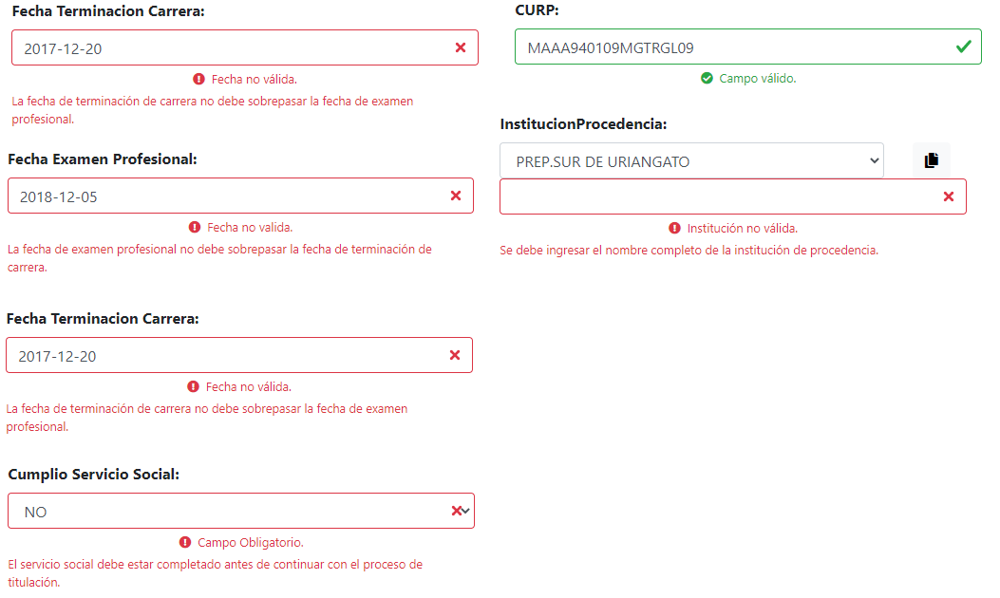 Fecha Terminacion Carrera:
2017-12-20
Fecha no válida.
La fecha de terminación de carrera no debe sobrepasar la fecha de examen
profesional.
Fecha Examen Profesional:
2018-12-05
Fecha no valida.
La fecha de examen profesional no debe sobrepasar la fecha de terminación de
carrera.
Fecha Terminacion Carrera:
2017-12-20
Fecha no válida.
La fecha de terminación de carrera no debe sobrepasar la fecha de examen
profesional.
Cumplio Servicio Social:
NO
Campo Obligatorio.
El servicio social debe estar completado antes de continuar con el proceso de
titulación.
CURP:
MAAA940109MGTRGL09
Campo válido.
InstitucionProcedencia:
PREP.SUR DE URIANGATO
Institución no válida.
Se debe ingresar el nombre completo de la institución de procedencia.